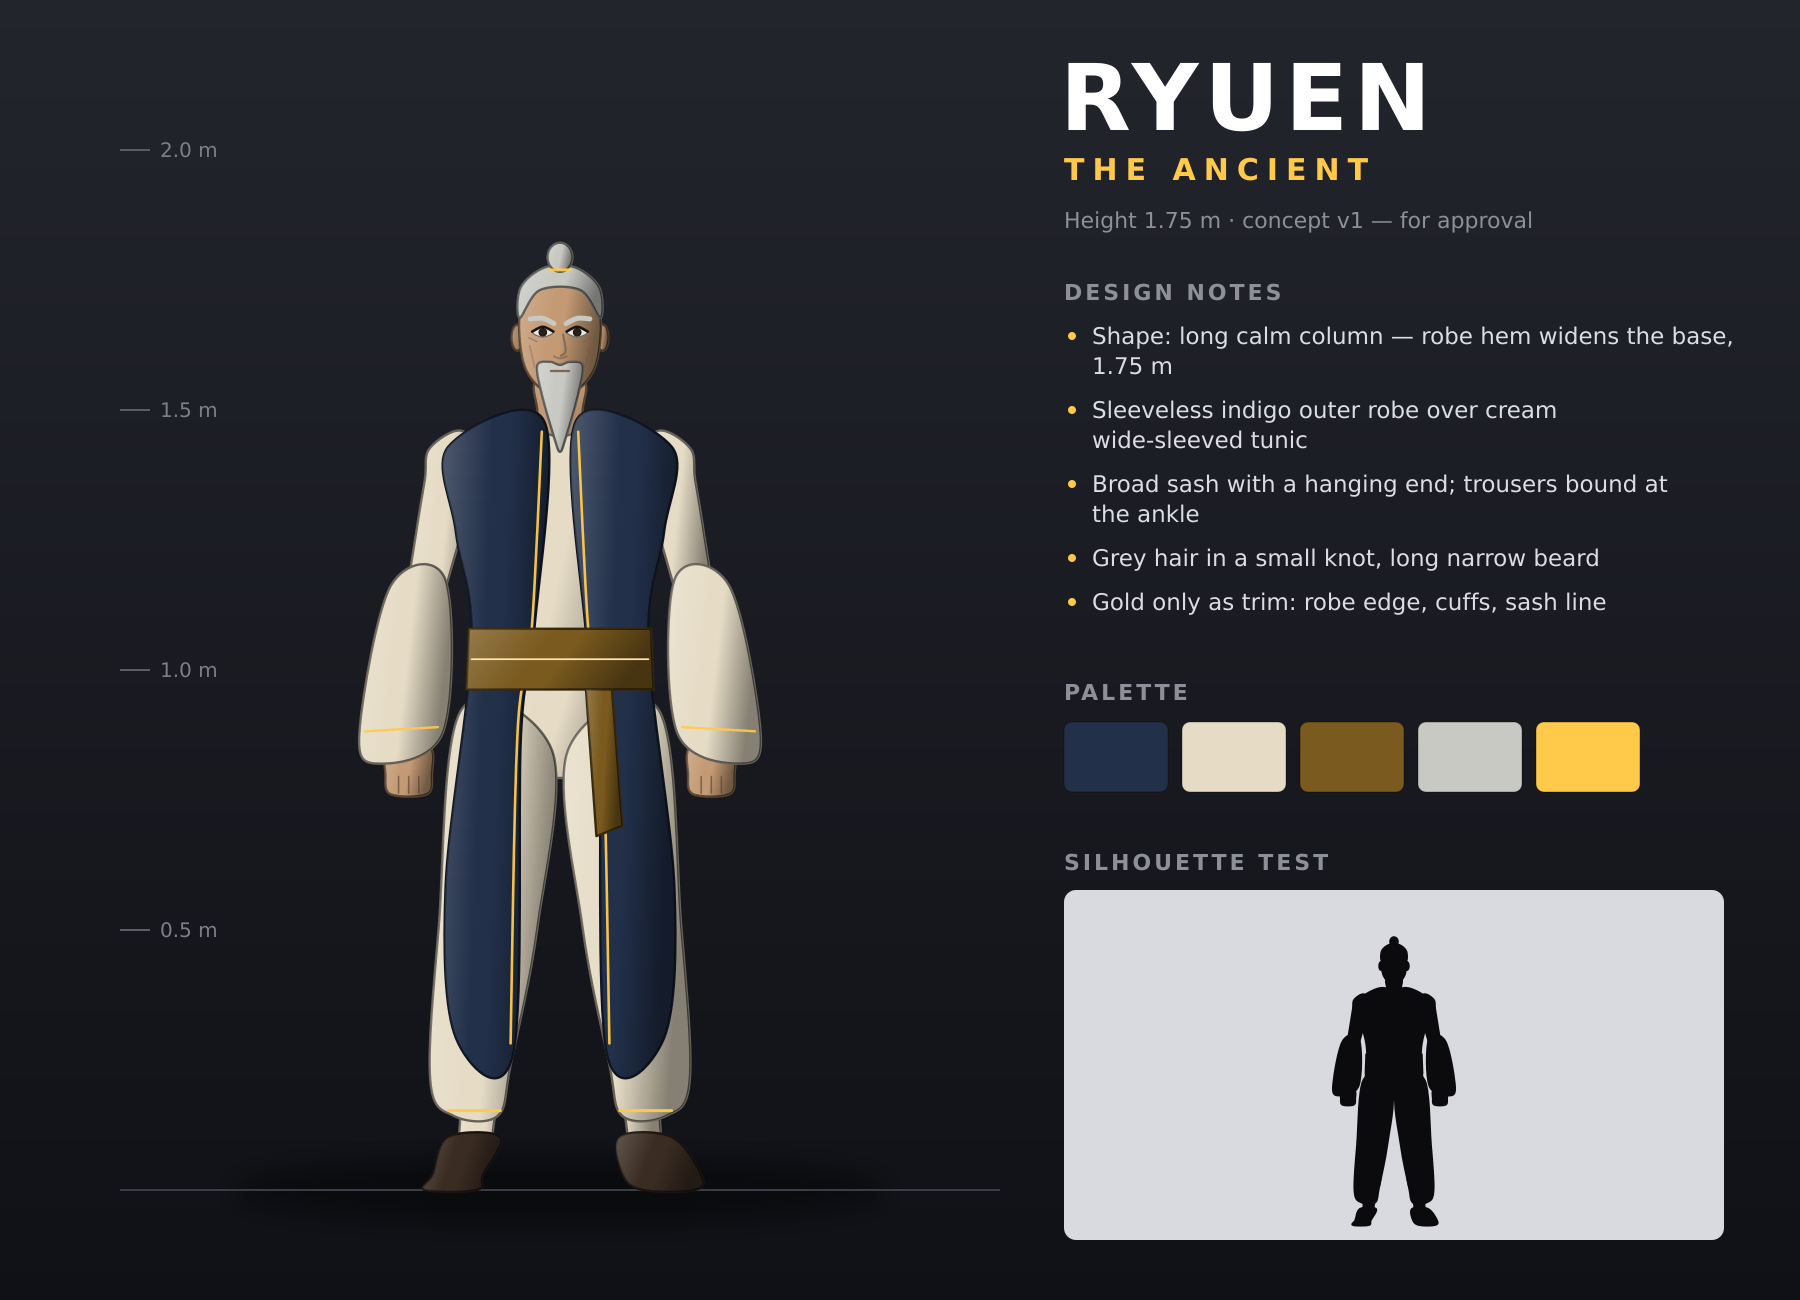 RYUEN
THE ANCIENT
Height 1.75 m · concept v1 — for approval
2.0 m
1.5 m
1.0 m
0.5 m
DESIGN NOTES
• Shape: long calm column — robe hem widens the base,
1.75 m
• Sleeveless indigo outer robe over cream
wide-sleeved tunic
• Broad sash with a hanging end; trousers bound at
the ankle
• Grey hair in a small knot, long narrow beard
• Gold only as trim: robe edge, cuffs, sash line
PALETTE
SILHOUETTE TEST